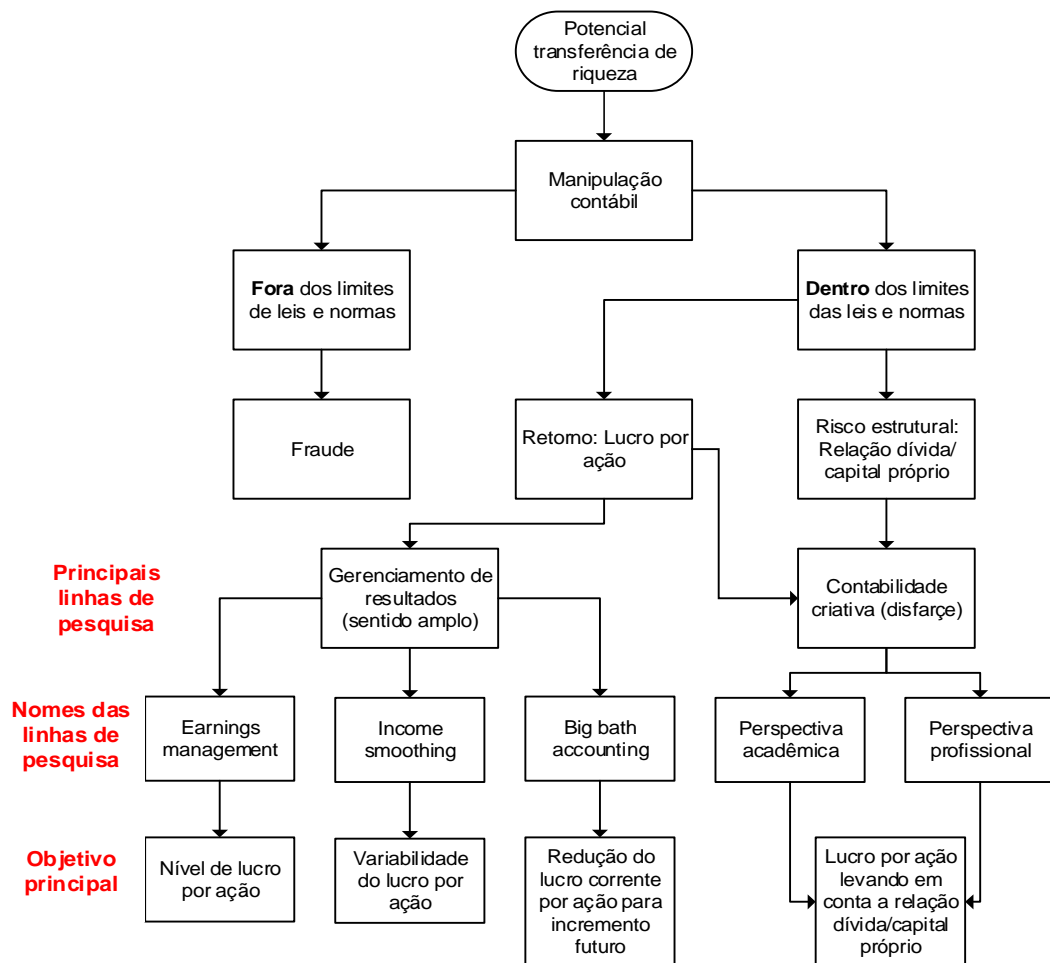 Potencial
transferência de
riqueza
Manipulação
contábil
Fora dos limites
de leis e normas
Dentro dos limites
das leis e normas
Fraude
Retorno: Lucro por
ação
Risco estrutural:
Relação dívida/
capital próprio
Principais
linhas de
pesquisa
Gerenciamento de
resultados
(sentido amplo)
Contabilidade
criativa (disfarçe)
Nomes das
linhas de
pesquisa
Earnings
management
Income
smoothing
Big bath
accounting
Perspectiva
acadêmica
Perspectiva
profissional
Objetivo
principal
Nível de lucro
por ação
Variabilidade
do lucro por
ação
Redução do
lucro corrente
por ação para
incremento
futuro
Lucro por ação
levando em
conta a relação
dívida/capital
próprio